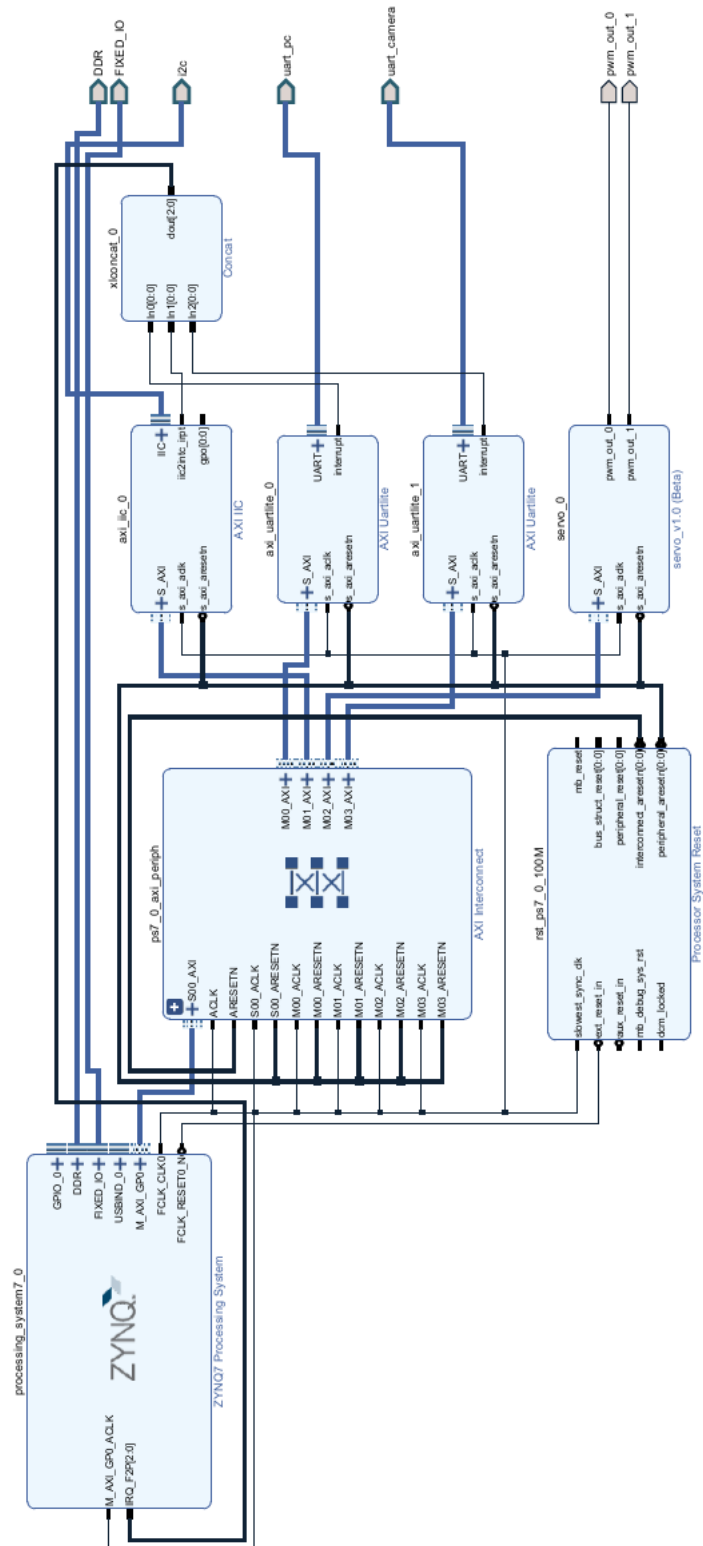 processing_system7_0
M_AXI_GP0_ACLK
IRQ_F2P[2:0]
ZYNQ
GPIO_0
DDR
FIXED_IO
USBIND_0
M_AXI_GP0
FCLK_CLK0
FCLK_RESET0_N
ZYNQ7 Processing System
ps7_0_axi_periph
S00_AXI
ACLK
ARESETN
S00_ACLK
S00_ARESETN
M00_ACLK
M00_ARESETN
M01_ACLK
M01_ARESETN
M02_ACLK
M02_ARESETN
M03_ACLK
M03_ARESETN
M00_AXI
M01_AXI
M02_AXI
M03_AXI
AXI Interconnect
rst_ps7_0_100M
slowest_sync_clk
ext_reset_in
aux_reset_in
mb_debug_sys_rst
dcm_locked
mb_reset
bus_struct_reset[0:0]
peripheral_reset[0:0]
interconnect_aresetn[0:0]
peripheral_aresetn[0:0]
Processor System Reset
axi_iic_0
S_AXI
s_axi_aclk
s_axi_aresetn
IIC
iic2intc_irpt
gpo[0:0]
AXI IIC
axi_uartlite_0
S_AXI
s_axi_aclk
s_axi_aresetn
UART
interrupt
AXI Uartlite
axi_uartlite_1
S_AXI
s_axi_aclk
s_axi_aresetn
UART
interrupt
AXI Uartlite
servo_0
S_AXI
s_axi_aclk
s_axi_aresetn
pwm_out_0
pwm_out_1
servo_v1.0 (Beta)
xlconcat_0
In0[0:0]
In1[0:0]
In2[0:0]
dout[2:0]
Concat
DDR
FIXED_IO
i2c
uart_pc
uart_camera
pwm_out_0
pwm_out_1